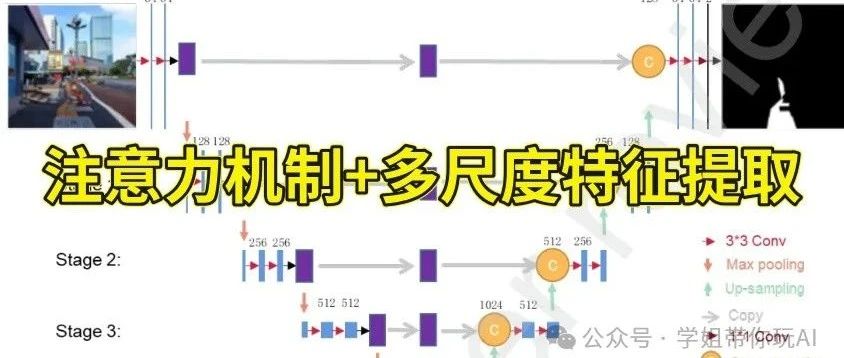 128 128
256 128
注意力机制+多尺度特征提取
Stage 2:
256 256
512 256
3*3 Conv
Max pooling
Up-sampling
Copy
Stage 3:
512 512
1024 512
1*1 Conv
C
C
C
公众号 · 学姐带你玩AI